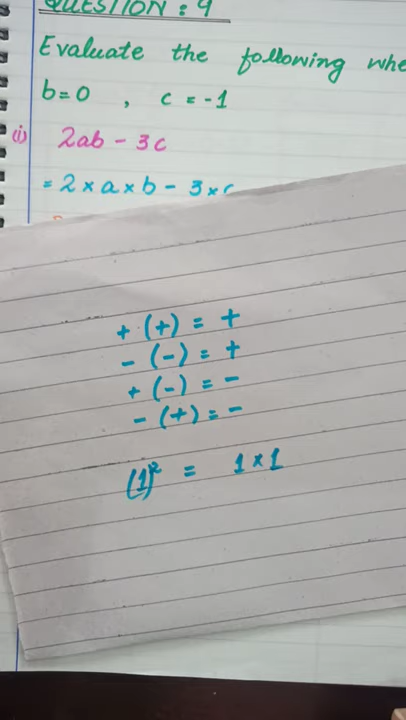 QUESTION : 4
Evaluate the following whe
b=0 , c = -1
(i) 2ab - 3c
= 2 × a × b - 3 × c
+ (+) = +
- (-) = +
+ (-) = -
- (+) = -
(1)² = 1 × 1